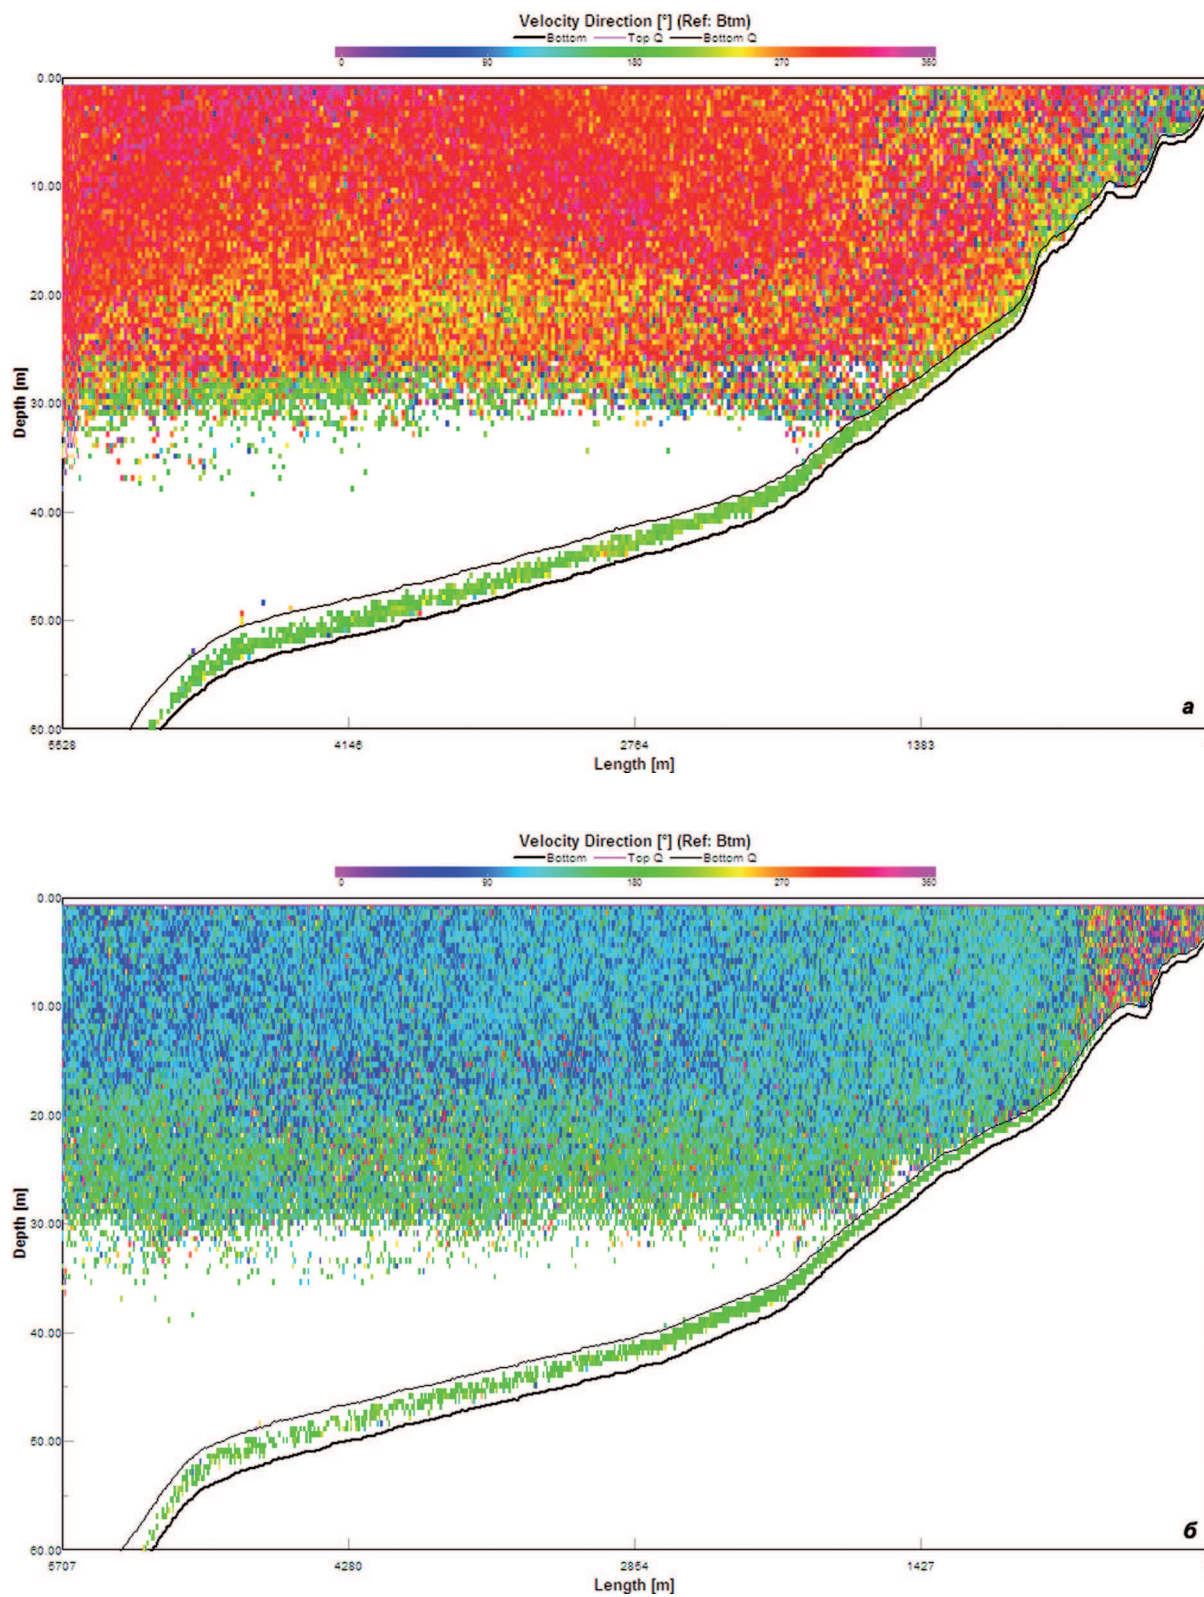 Velocity Direction [°] (Ref: Btm)
Bottom Top Q Bottom Q
0 90 180 270 360
0.00
10.00
20.00
30.00
40.00
50.00
60.00
Depth [m]
5528 4146 2764 1383
Length [m]
а
Velocity Direction [°] (Ref: Btm)
Bottom Top Q Bottom Q
0 90 180 270 360
0.00
10.00
20.00
30.00
40.00
50.00
60.00
Depth [m]
5707 4280 2854 1427
Length [m]
б